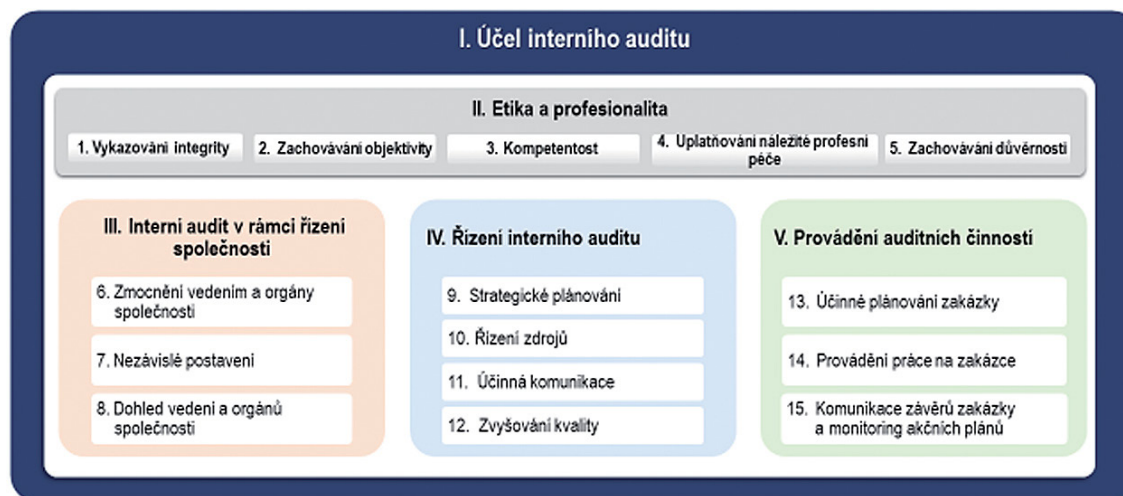 I. Účel interního auditu
II. Etika a profesionalita
1. Vykazování integrity
2. Zachovávání objektivity
3. Kompetentost
4. Uplatňování náležité profesní
péče
5. Zachovávání důvěrnosti
III. Interní audit v rámci řízení
společnosti
6. Zmocnění vedením a orgány
společnosti
7. Nezávislé postavení
8. Dohled vedení a orgánů
společnosti
IV. Řízení interního auditu
9. Strategické plánování
10. Řízení zdrojů
11. Účinná komunikace
12. Zvyšování kvality
V. Provádění auditních činností
13. Účinné plánování zakázky
14. Provádění práce na zakázce
15. Komunikace závěrů zakázky
a monitoring akčních plánů